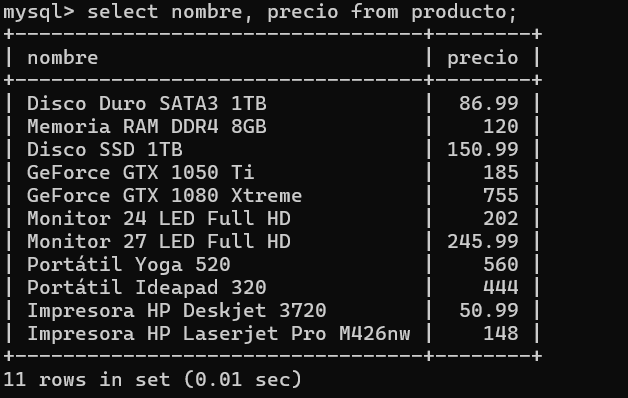 mysql> select nombre, precio from producto;
+----------------------------------+--------+
| nombre                           | precio |
+----------------------------------+--------+
| Disco Duro SATA3 1TB             |  86.99 |
| Memoria RAM DDR4 8GB             |    120 |
| Disco SSD 1TB                    | 150.99 |
| GeForce GTX 1050 Ti              |    185 |
| GeForce GTX 1080 Xtreme          |    755 |
| Monitor 24 LED Full HD           |    202 |
| Monitor 27 LED Full HD           | 245.99 |
| Portátil Yoga 520                |    560 |
| Portátil Ideapad 320             |    444 |
| Impresora HP Deskjet 3720        |  50.99 |
| Impresora HP Laserjet Pro M426nw |    148 |
+----------------------------------+--------+
11 rows in set (0.01 sec)